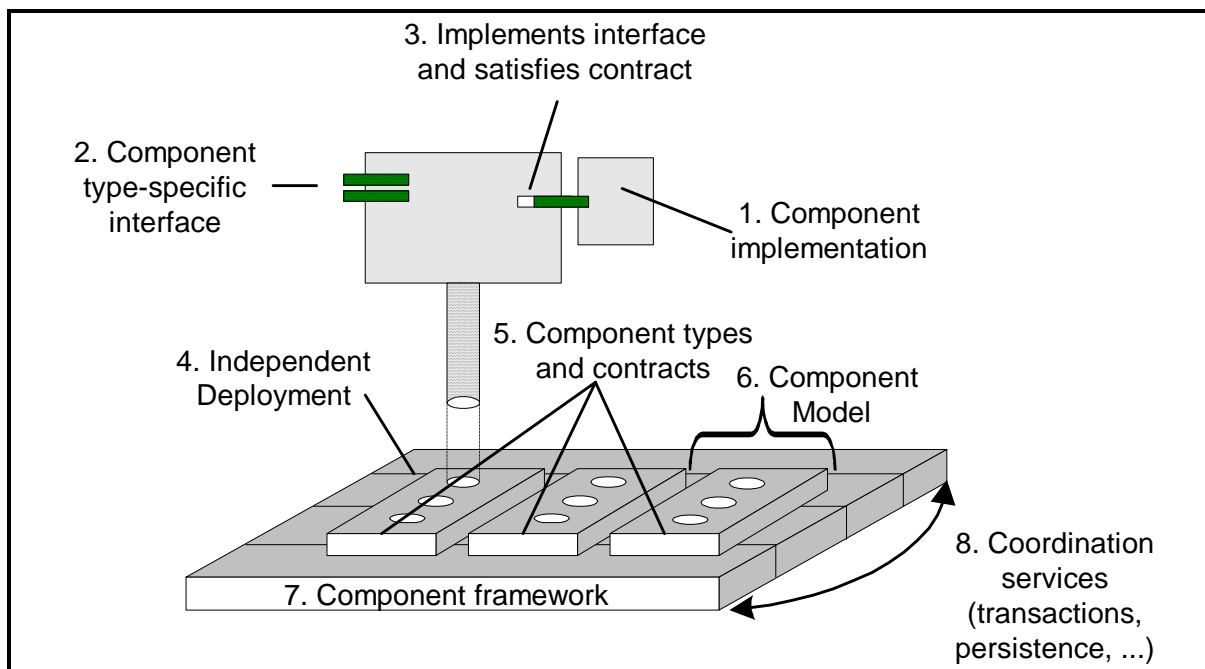 3. Implements interface
and satisfies contract
2. Component
type-specific
interface
1. Component
implementation
4. Independent
Deployment
5. Component types
and contracts
6. Component
Model
7. Component framework
8. Coordination
services
(transactions,
persistence, ...)